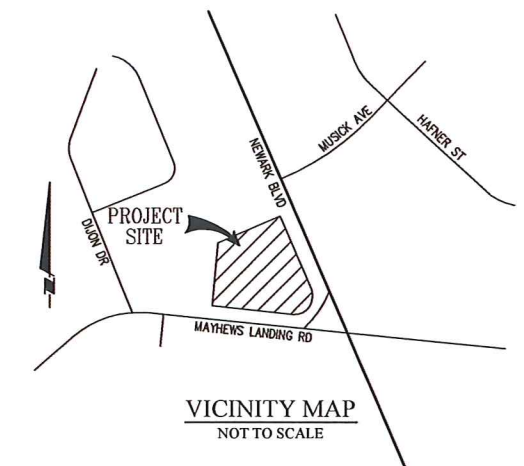 MUSICK AVE
HAFNER ST
NEWARK BLVD
PROJECT
SITE
DIJON DR
MAYHEWS LANDING RD
VICINITY MAP
NOT TO SCALE